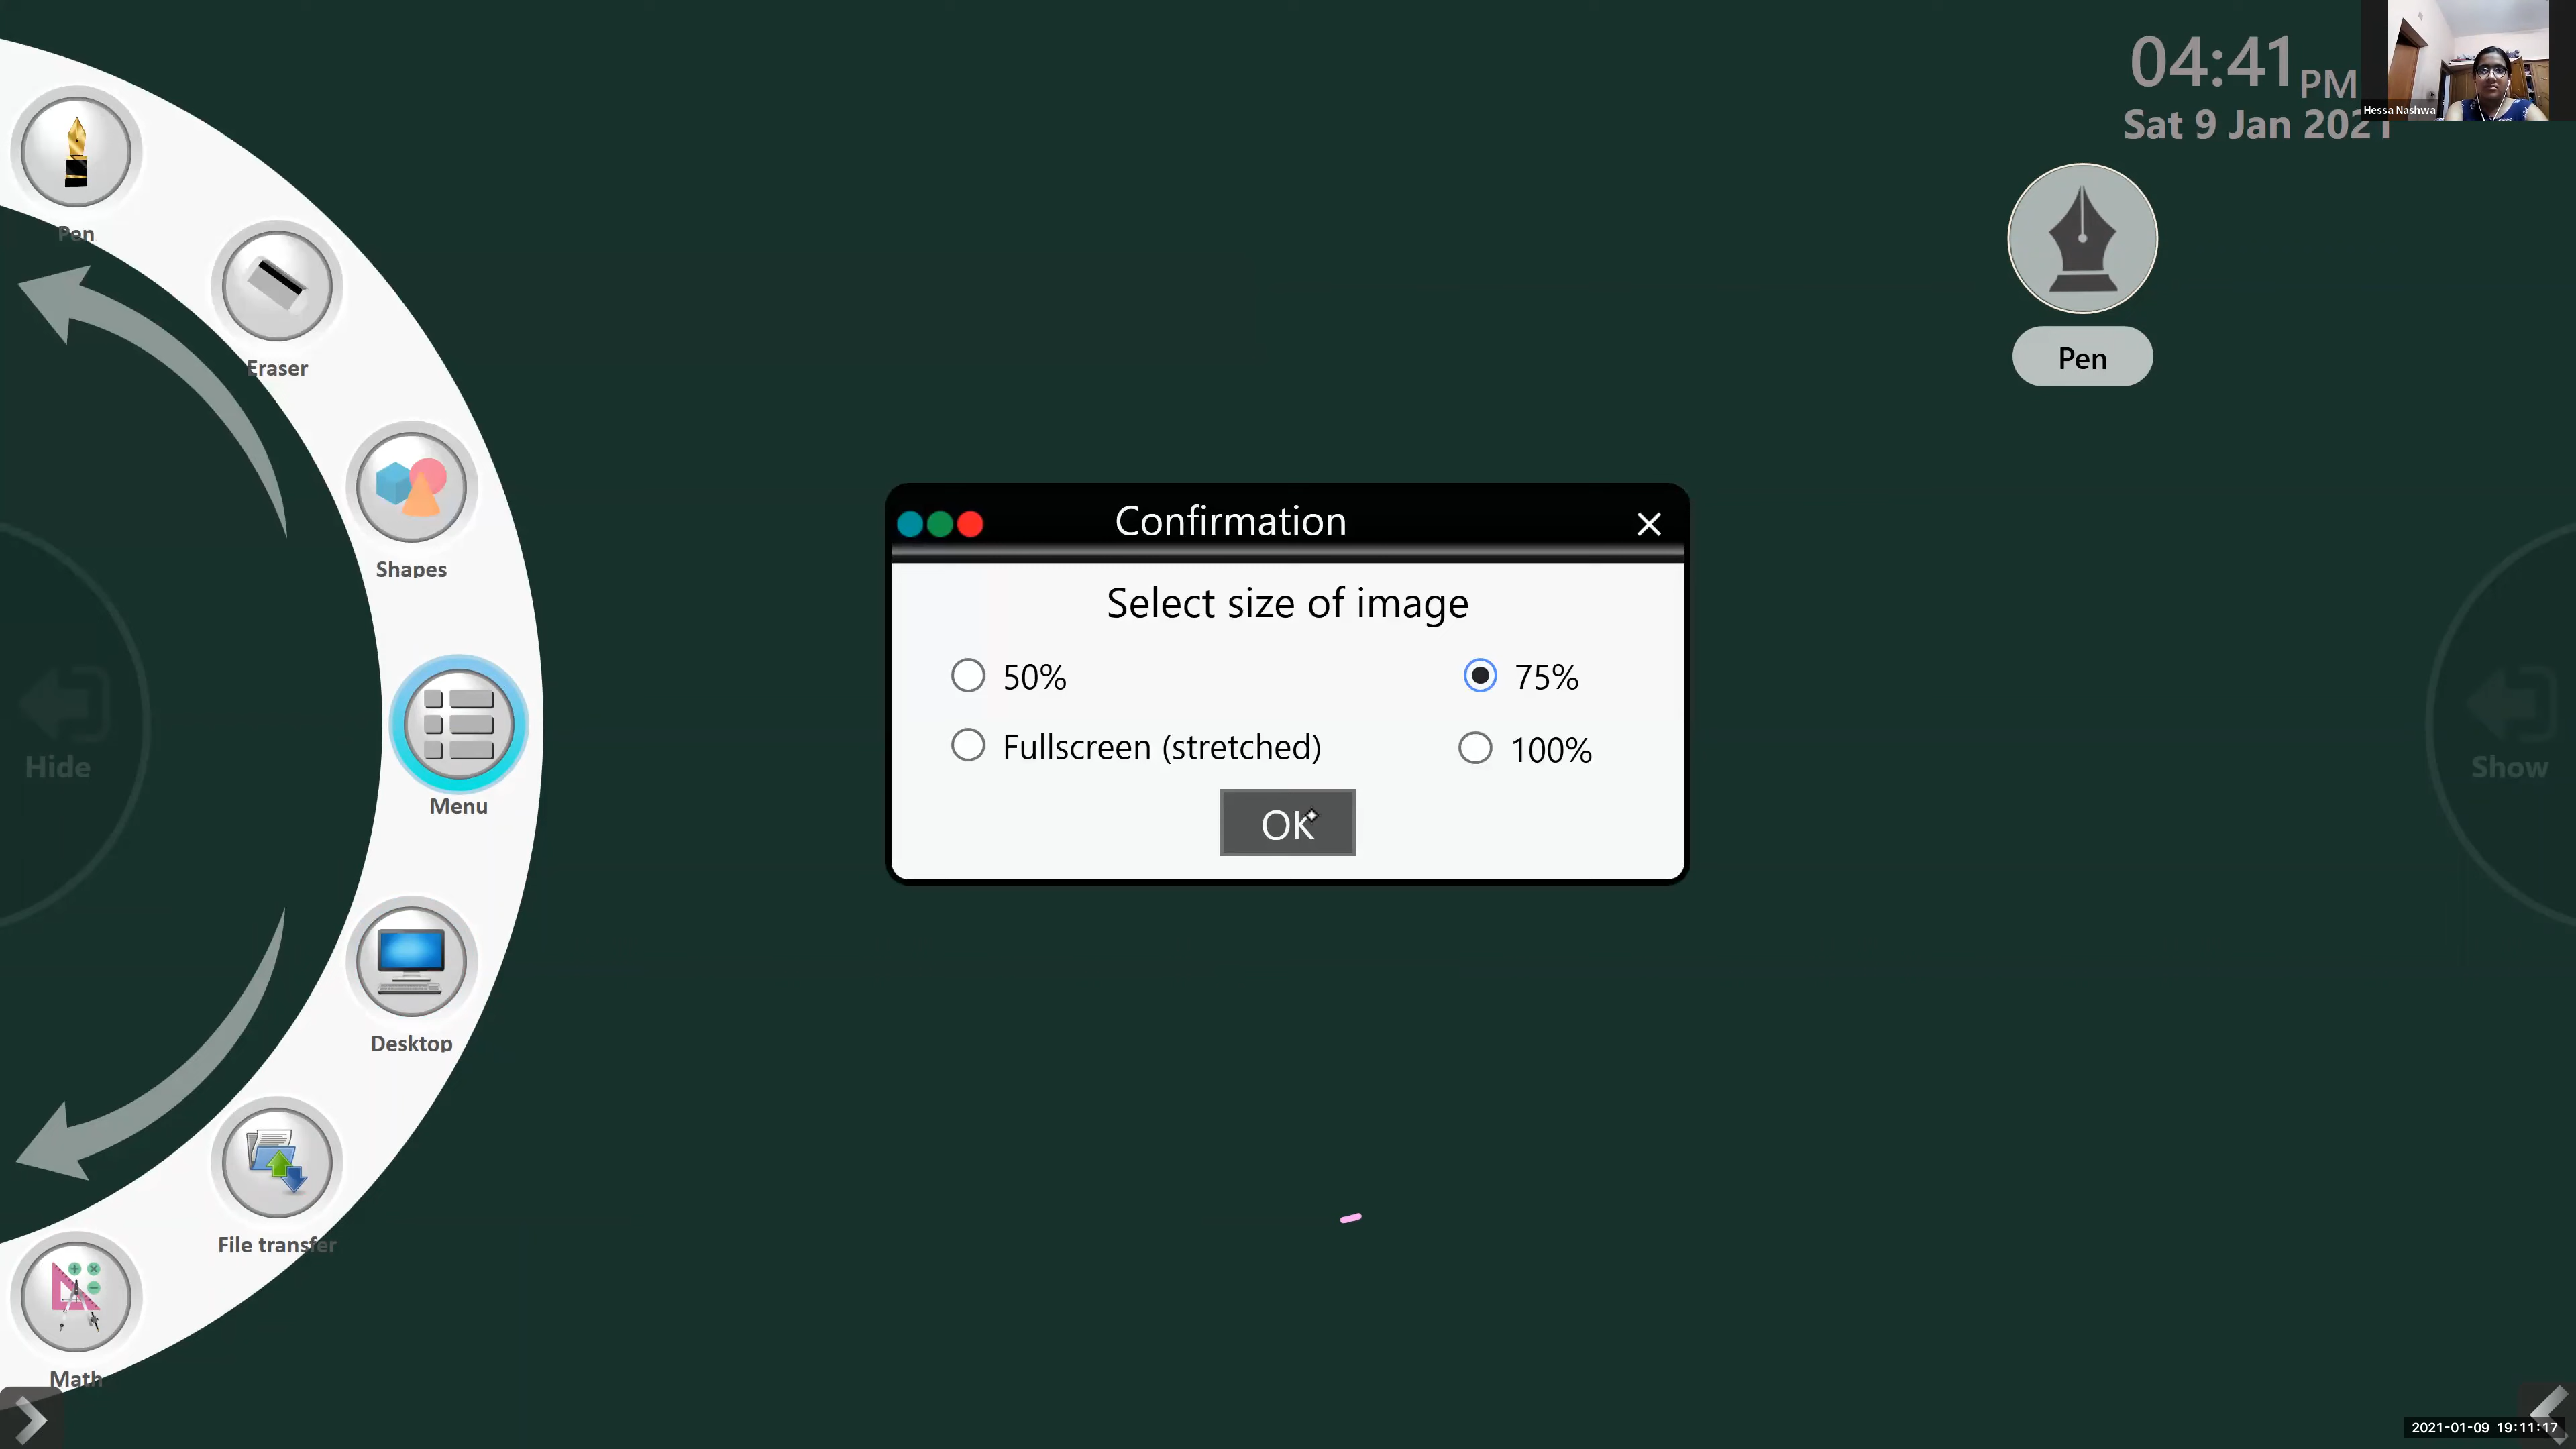 04:41 PM
Sat 9 Jan 2021
Hessa Nashwa
Pen
Pen
Eraser
Shapes
Confirmation
Select size of image
50%
75%
Fullscreen (stretched)
100%
OK
Hide
Show
Menu
Desktop
File transfer
Math
2021-01-09 19:11:17